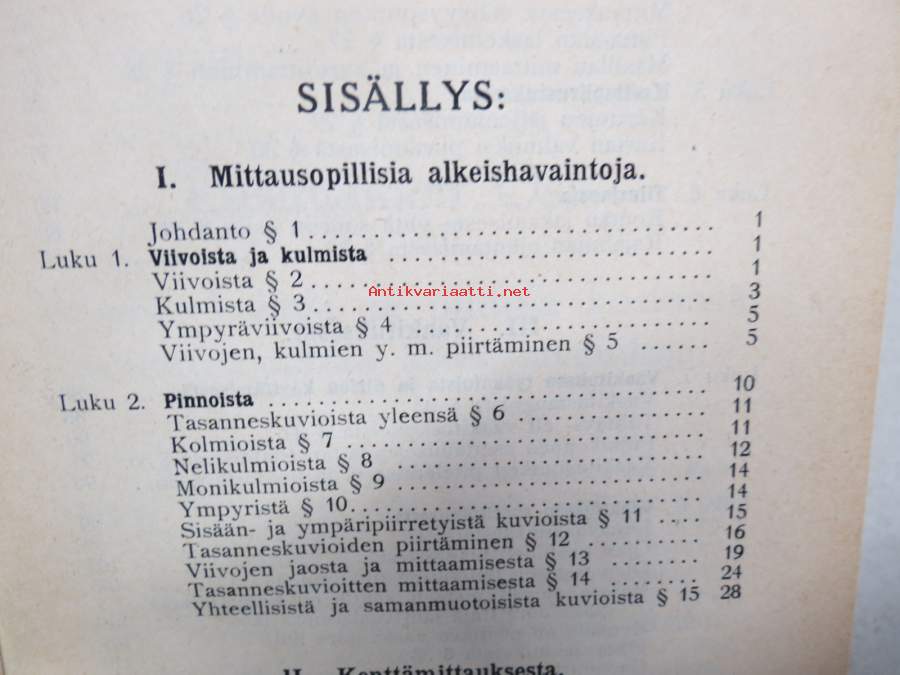 SISÄLLYS:
I. Mittausopillisia alkeishavaintoja.
Johdanto § 1 .......... 1
Luku 1. Viivoista ja kulmista .......... 1
Viivoista § 2 .......... 1
Antikvariaatti.net
Kulmista § 3 .......... 3
Ympyräviivoista § 4 .......... 5
Viivojen, kulmien y. m. piirtäminen § 5 ...... 5
Luku 2. Pinnoista .......... 10
Tasanneskuvioista yleensä § 6 .......... 11
Kolmioista § 7 .......... 11
Nelikulmioista § 8 .......... 12
Monikulmioista § 9 .......... 14
Ympyristä § 10 .......... 14
Sisään- ja ympäripiirretyistä kuvioista § 11 .... 15
Tasanneskuvioiden piirtäminen § 12 .......... 16
Viivojen jaosta ja mittaamisesta § 13 ........ 19
Tasanneskuvioitten mittaamisesta § 14 ........ 24
Yhteellisistä ja samanmuotoisista kuvioista § 15 28
II. Kenttämittauksesta.